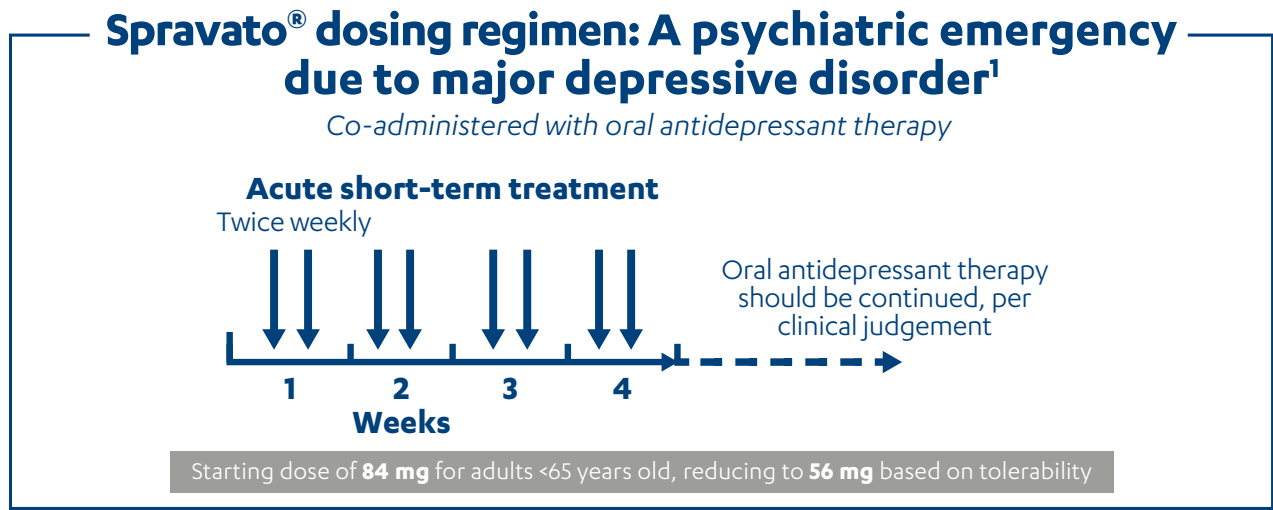 Spravato® dosing regimen: A psychiatric emergency
due to major depressive disorder¹
Co-administered with oral antidepressant therapy
Acute short-term treatment
Twice weekly
Oral antidepressant therapy
should be continued, per
clinical judgement
1 2 3 4
Weeks
Starting dose of 84 mg for adults <65 years old, reducing to 56 mg based on tolerability